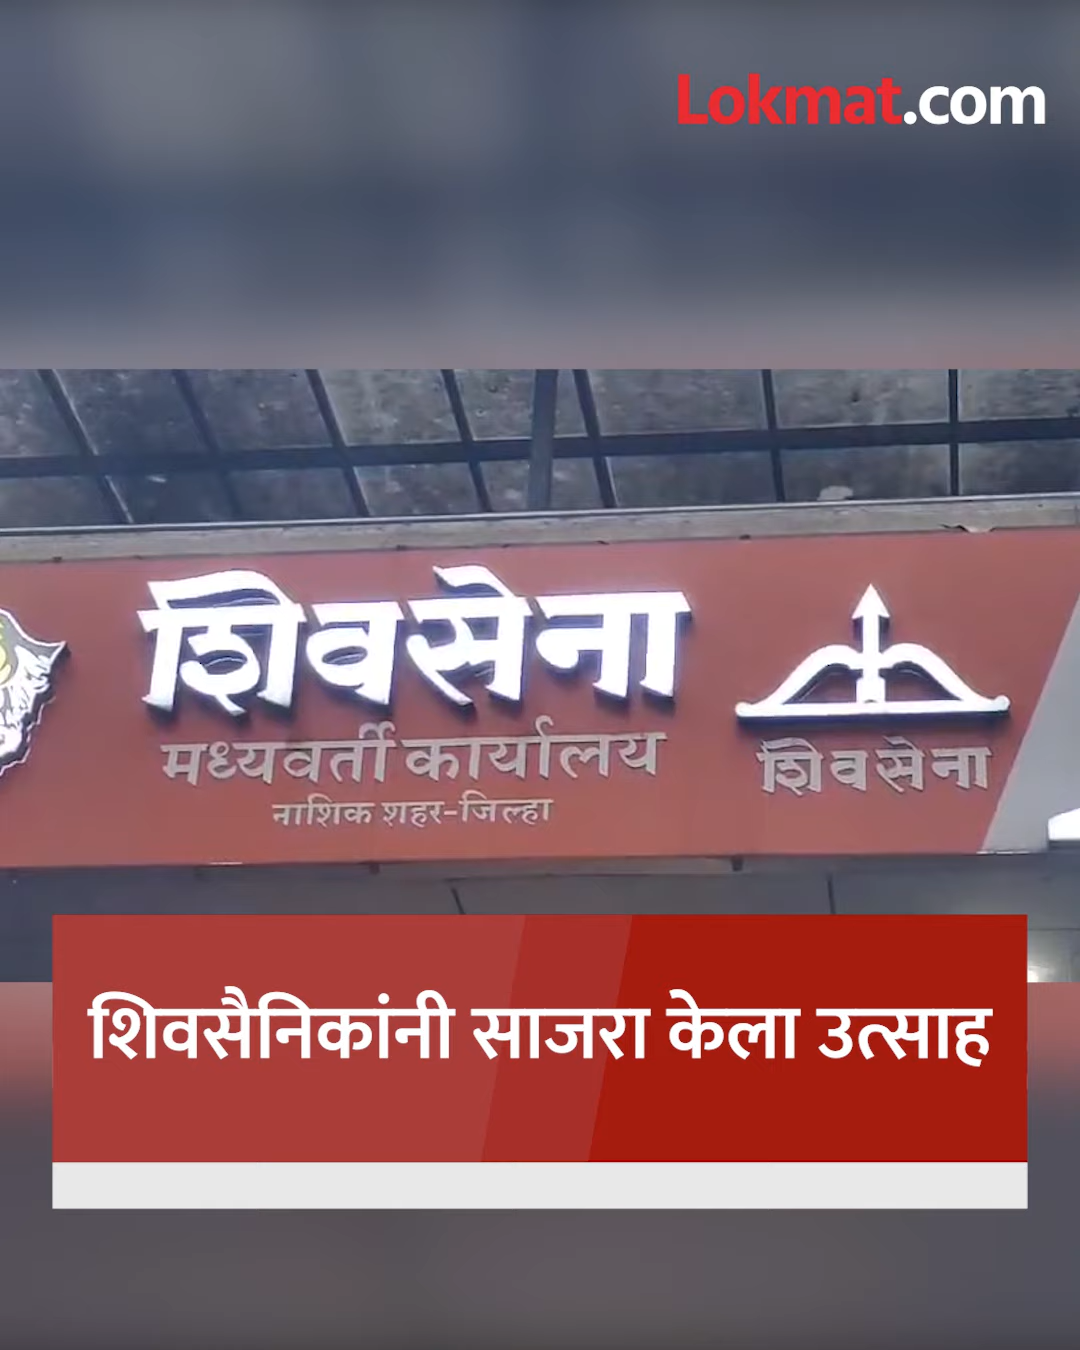 Lokmat.com
शिवसेना
मध्यवर्ती कार्यालय
नाशिक शहर-जिल्हा
शिवसेना
शिवसैनिकांनी साजरा केला उत्साह